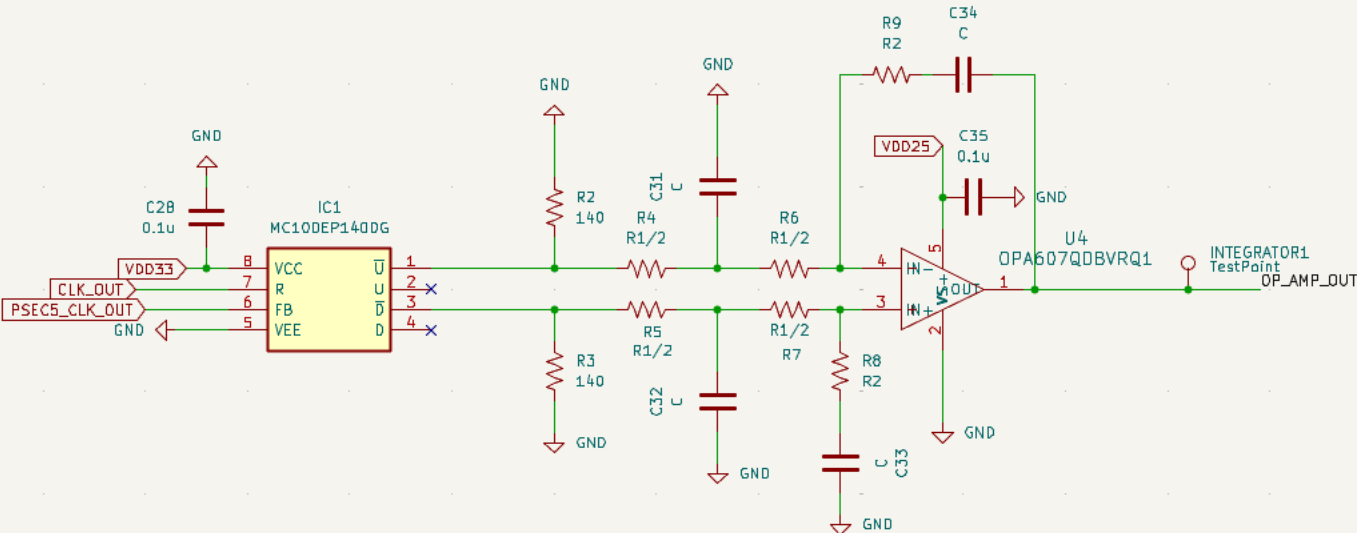 C34
C
R9
R2
GND
GND
VDD25
C35
0.1u
GND
GND
C28
0.1u
IC1
MC100EP140DG
R2
140
C31
C
R4
R1/2
R6
R1/2
U4
OPA607QDBVRQ1
INTEGRATOR1
TestPoint
OP_AMP_OUT
VDD33
8
VCC
U
1
CLK_OUT
7
R
U
2
PSEC5_CLK_OUT
6
FB
D
3
GND
5
VEE
D
4
4
IN-
5
V+
OUT
1
3
IN+
VS-
2
R5
R1/2
R1/2
R7
R3
140
C32
C
R8
R2
GND
GND
GND
C
C33
GND